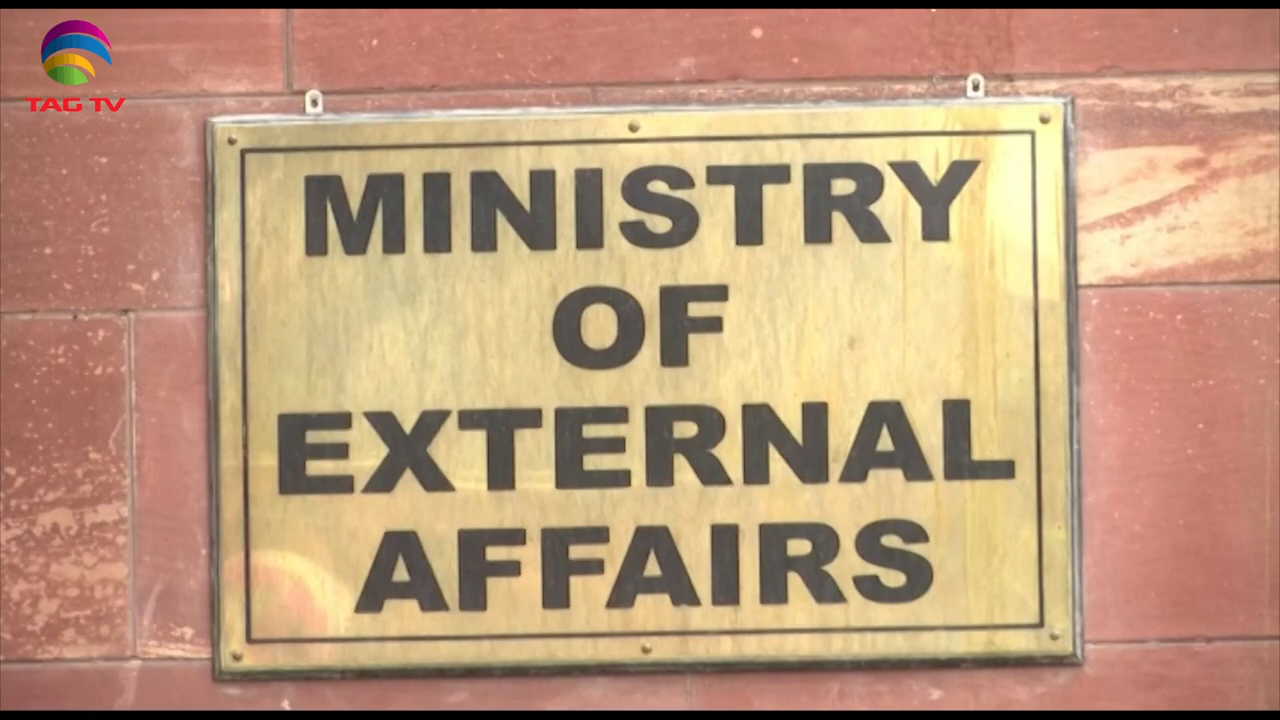 TAG TV
MINISTRY
OF
EXTERNAL
AFFAIRS